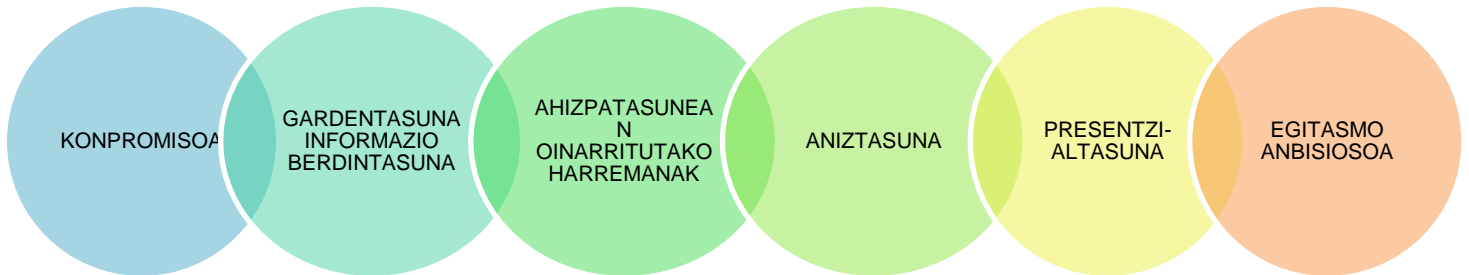 KONPROMISOA
GARDENTASUNA
INFORMAZIO
BERDINTASUNA
AHIZPATASUNEA
N
OINARRITUTAKO
HARREMANAK
ANIZTASUNA
PRESENTZI-
ALTASUNA
EGITASMO
ANBISIOSOA